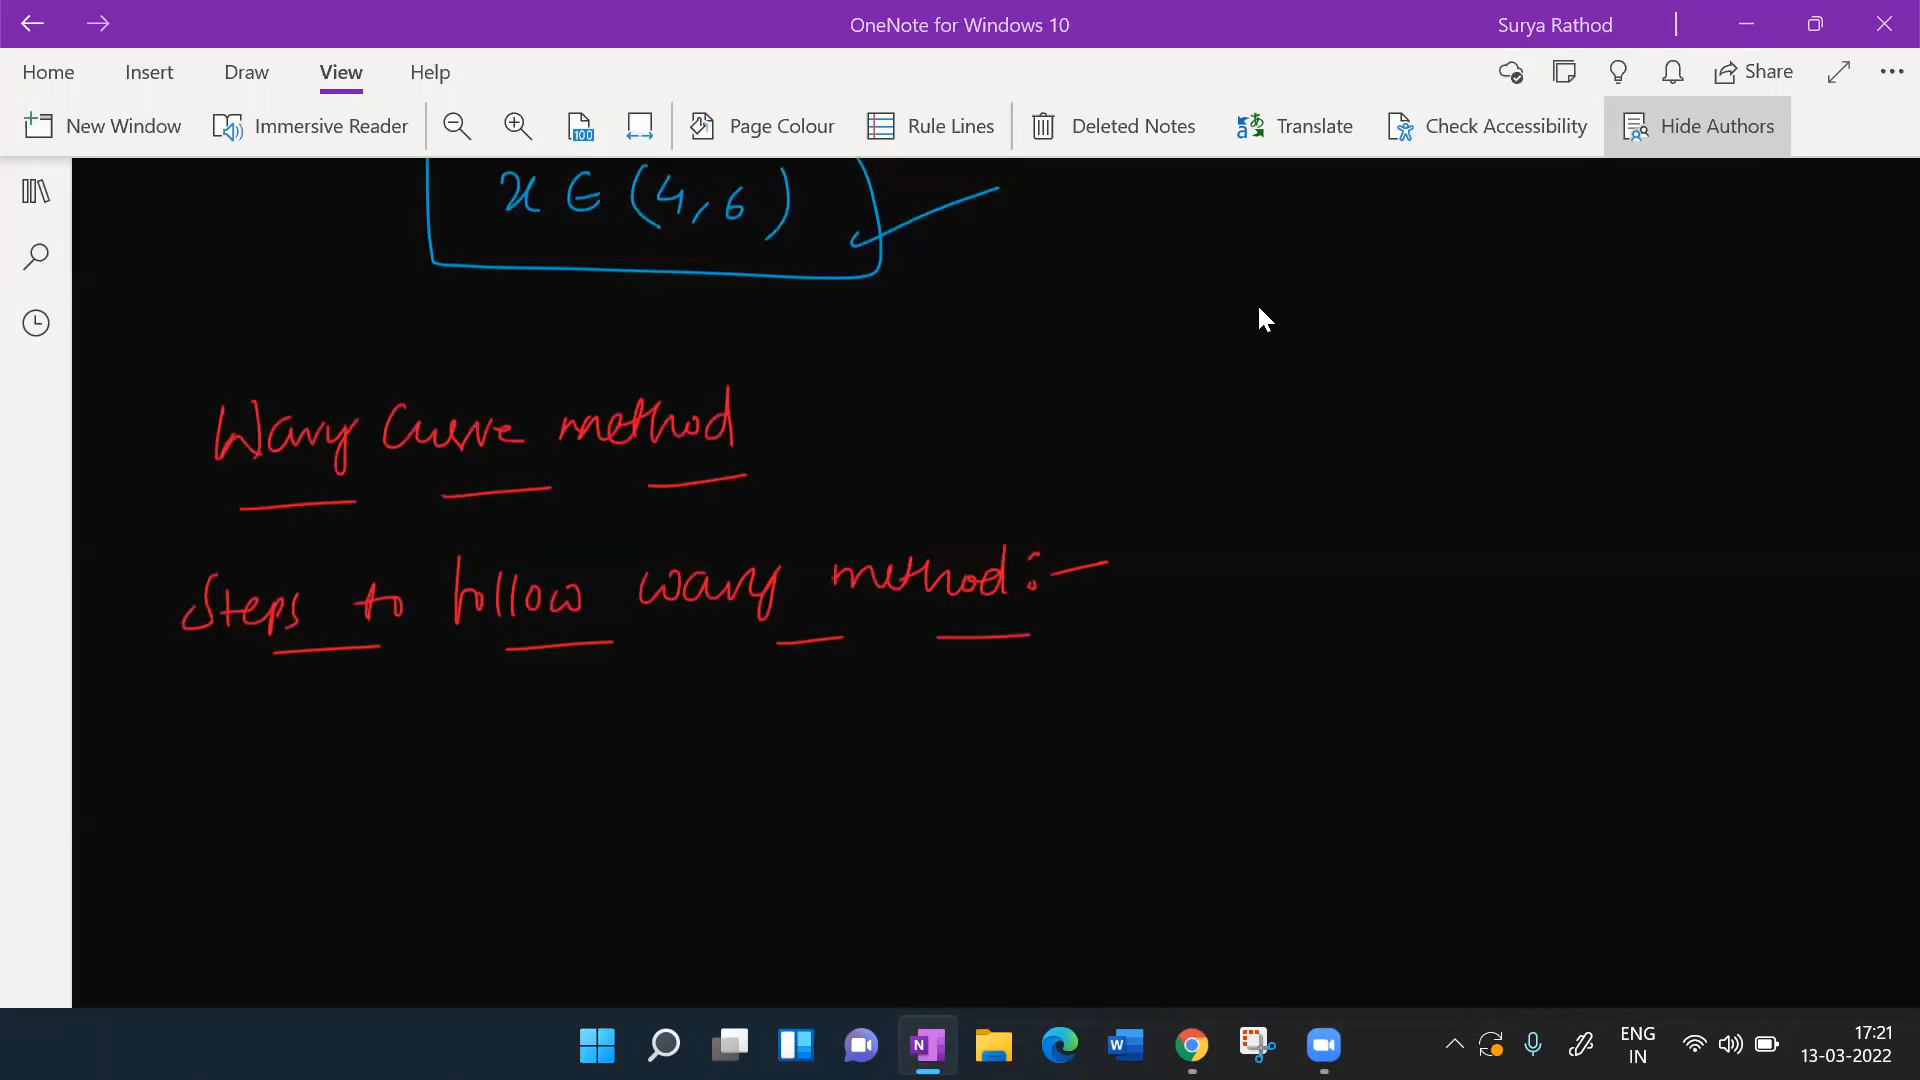 OneNote for Windows 10 Surya Rathod
Home Insert Draw View Help Share
New Window Immersive Reader 100 Page Colour Rule Lines Deleted Notes Translate Check Accessibility Hide Authors
x ∈ (4,6)
Wavy Curve method
Steps to follow wavy method:-
ENG 17:21
IN 13-03-2022